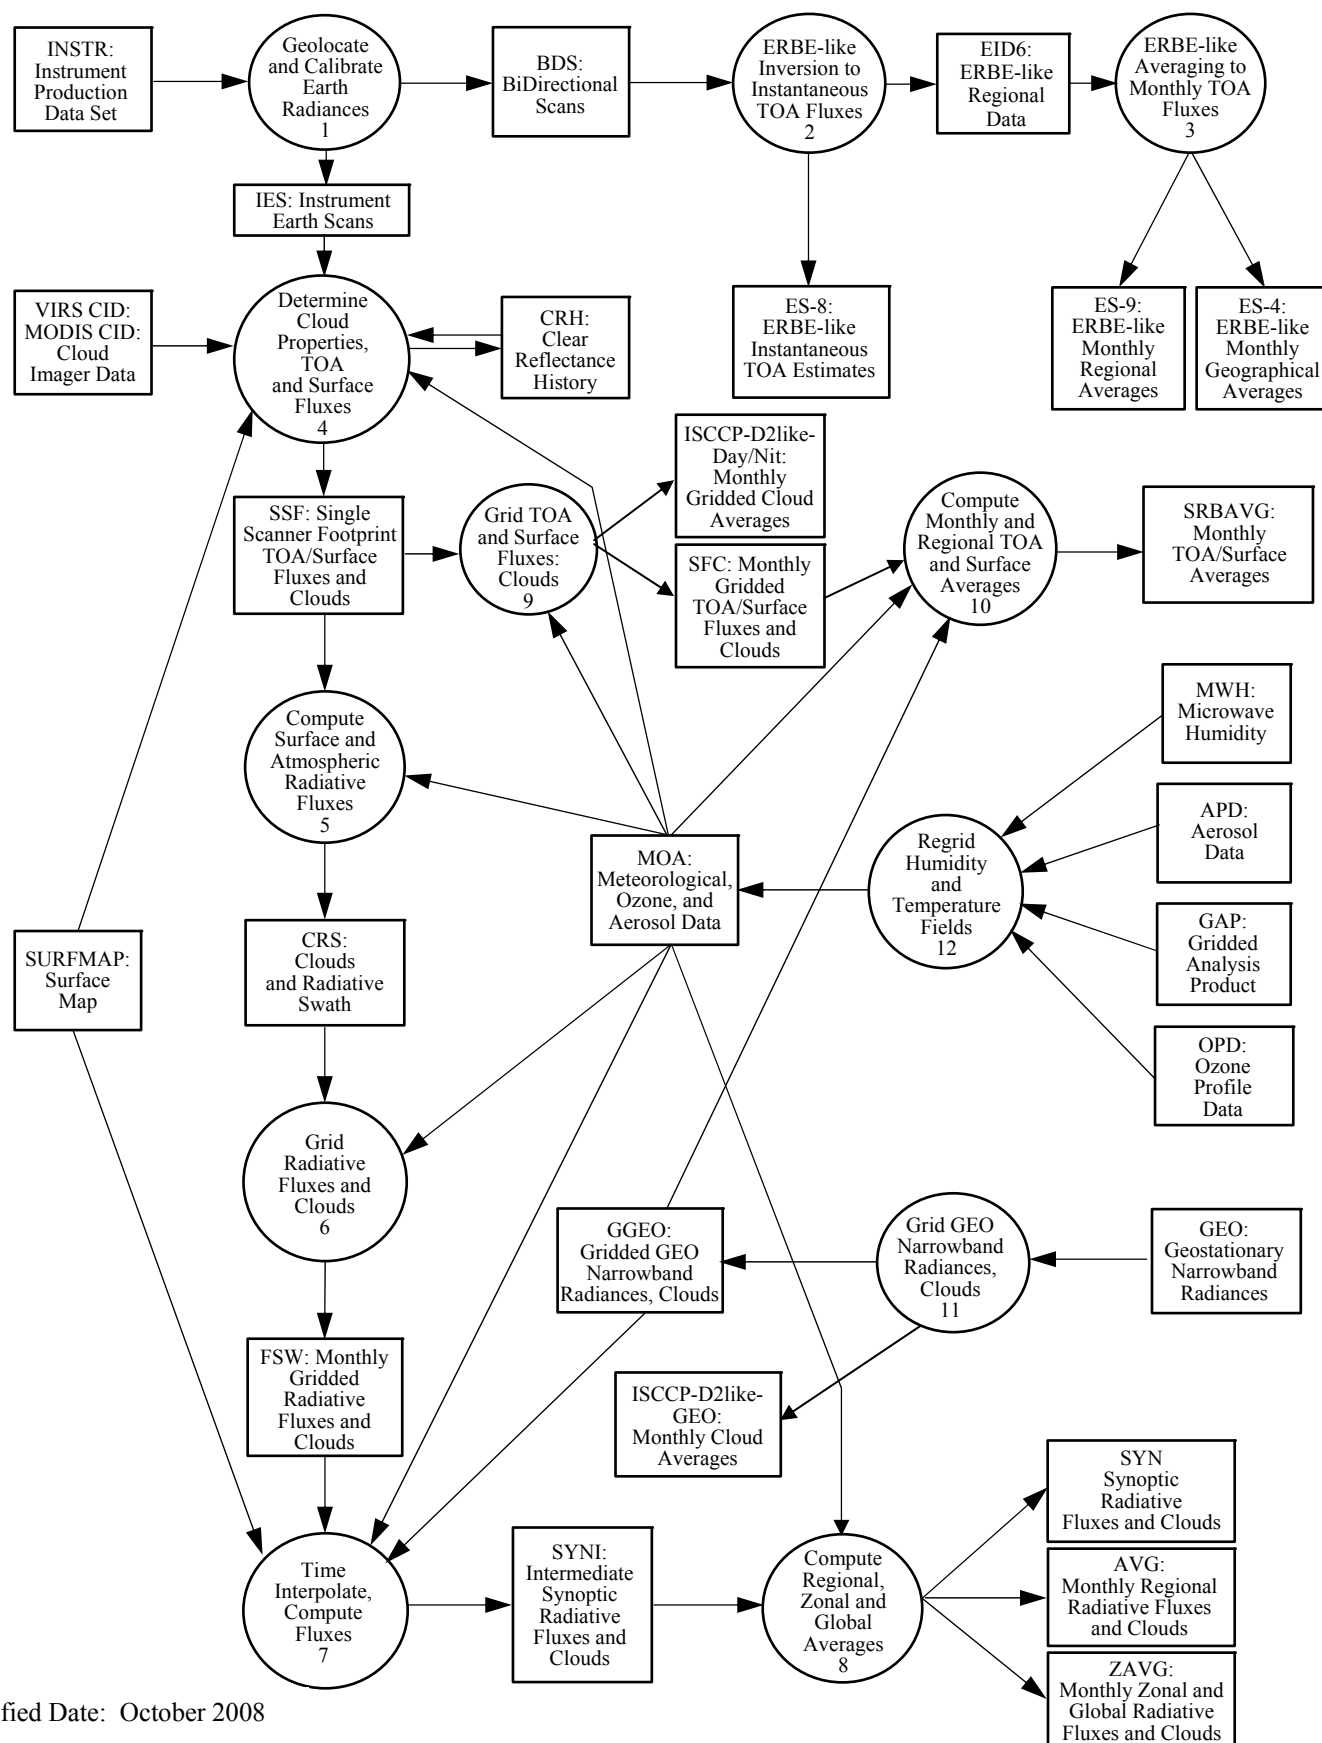 INSTR:
Instrument
Production
Data Set
Geolocate
and Calibrate
Earth
Radiances
1
BDS:
BiDirectional
Scans
ERBE-like
Inversion to
Instantaneous
TOA Fluxes
2
EID6:
ERBE-like
Regional
Data
ERBE-like
Averaging to
Monthly TOA
Fluxes
3
IES: Instrument
Earth Scans
VIRS CID:
MODIS CID:
Cloud
Imager Data
Determine
Cloud
Properties,
TOA
and Surface
Fluxes
4
CRH:
Clear
Reflectance
History
ES-8:
ERBE-like
Instantaneous
TOA Estimates
ES-9:
ERBE-like
Monthly
Regional
Averages
ES-4:
ERBE-like
Monthly
Geographical
Averages
SSF: Single
Scanner Footprint
TOA/Surface
Fluxes and
Clouds
Grid TOA
and Surface
Fluxes:
Clouds
9
ISCCP-D2like-
Day/Nit:
Monthly
Gridded Cloud
Averages
SFC: Monthly
Gridded
TOA/Surface
Fluxes and
Clouds
Compute
Monthly and
Regional TOA
and Surface
Averages
10
SRBAVG:
Monthly
TOA/Surface
Averages
Compute
Surface and
Atmospheric
Radiative
Fluxes
5
MWH:
Microwave
Humidity
APD:
Aerosol
Data
MOA:
Meteorological,
Ozone, and
Aerosol Data
Regrid
Humidity
and
Temperature
Fields
12
GAP:
Gridded
Analysis
Product
OPD:
Ozone
Profile
Data
SURFMAP:
Surface
Map
CRS:
Clouds
and Radiative
Swath
Grid
Radiative
Fluxes and
Clouds
6
GGEO:
Gridded GEO
Narrowband
Radiances, Clouds
Grid GEO
Narrowband
Radiances,
Clouds
11
GEO:
Geostationary
Narrowband
Radiances
FSW: Monthly
Gridded
Radiative
Fluxes and
Clouds
ISCCP-D2like-
GEO:
Monthly Cloud
Averages
Time
Interpolate,
Compute
Fluxes
7
SYNI:
Intermediate
Synoptic
Radiative
Fluxes and
Clouds
Compute
Regional,
Zonal and
Global
Averages
8
SYN
Synoptic
Radiative
Fluxes and Clouds
AVG:
Monthly Regional
Radiative Fluxes
and Clouds
ZAVG:
Monthly Zonal and
Global Radiative
Fluxes and Clouds
fied Date: October 2008